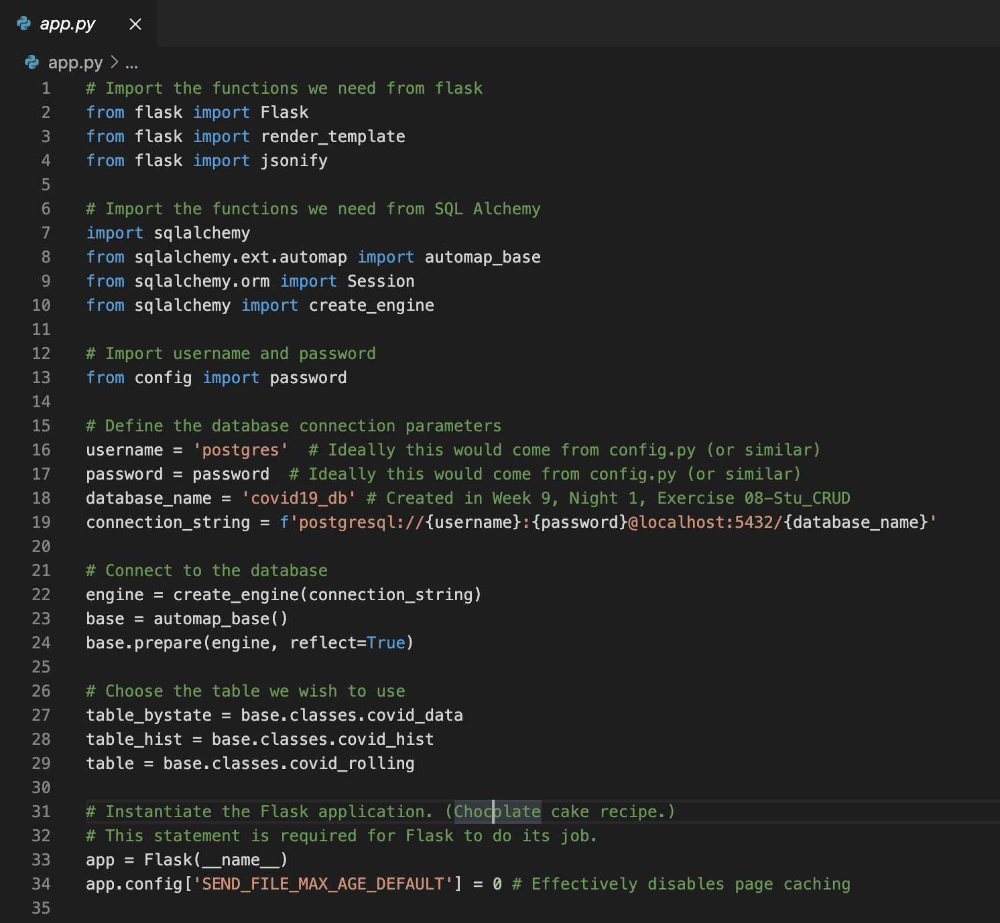 app.py
app.py > ...
1 # Import the functions we need from flask
2 from flask import Flask
3 from flask import render_template
4 from flask import jsonify
5
6 # Import the functions we need from SQL Alchemy
7 import sqlalchemy
8 from sqlalchemy.ext.automap import automap_base
9 from sqlalchemy.orm import Session
10 from sqlalchemy import create_engine
11
12 # Import username and password
13 from config import password
14
15 # Define the database connection parameters
16 username = 'postgres'  # Ideally this would come from config.py (or similar)
17 password = password  # Ideally this would come from config.py (or similar)
18 database_name = 'covid19_db' # Created in Week 9, Night 1, Exercise 08-Stu_CRUD
19 connection_string = f'postgresql://{username}:{password}@localhost:5432/{database_name}'
20
21 # Connect to the database
22 engine = create_engine(connection_string)
23 base = automap_base()
24 base.prepare(engine, reflect=True)
25
26 # Choose the table we wish to use
27 table_bystate = base.classes.covid_data
28 table_hist = base.classes.covid_hist
29 table = base.classes.covid_rolling
30
31 # Instantiate the Flask application. (Chocolate cake recipe.)
32 # This statement is required for Flask to do its job.
33 app = Flask(__name__)
34 app.config['SEND_FILE_MAX_AGE_DEFAULT'] = 0 # Effectively disables page caching
35